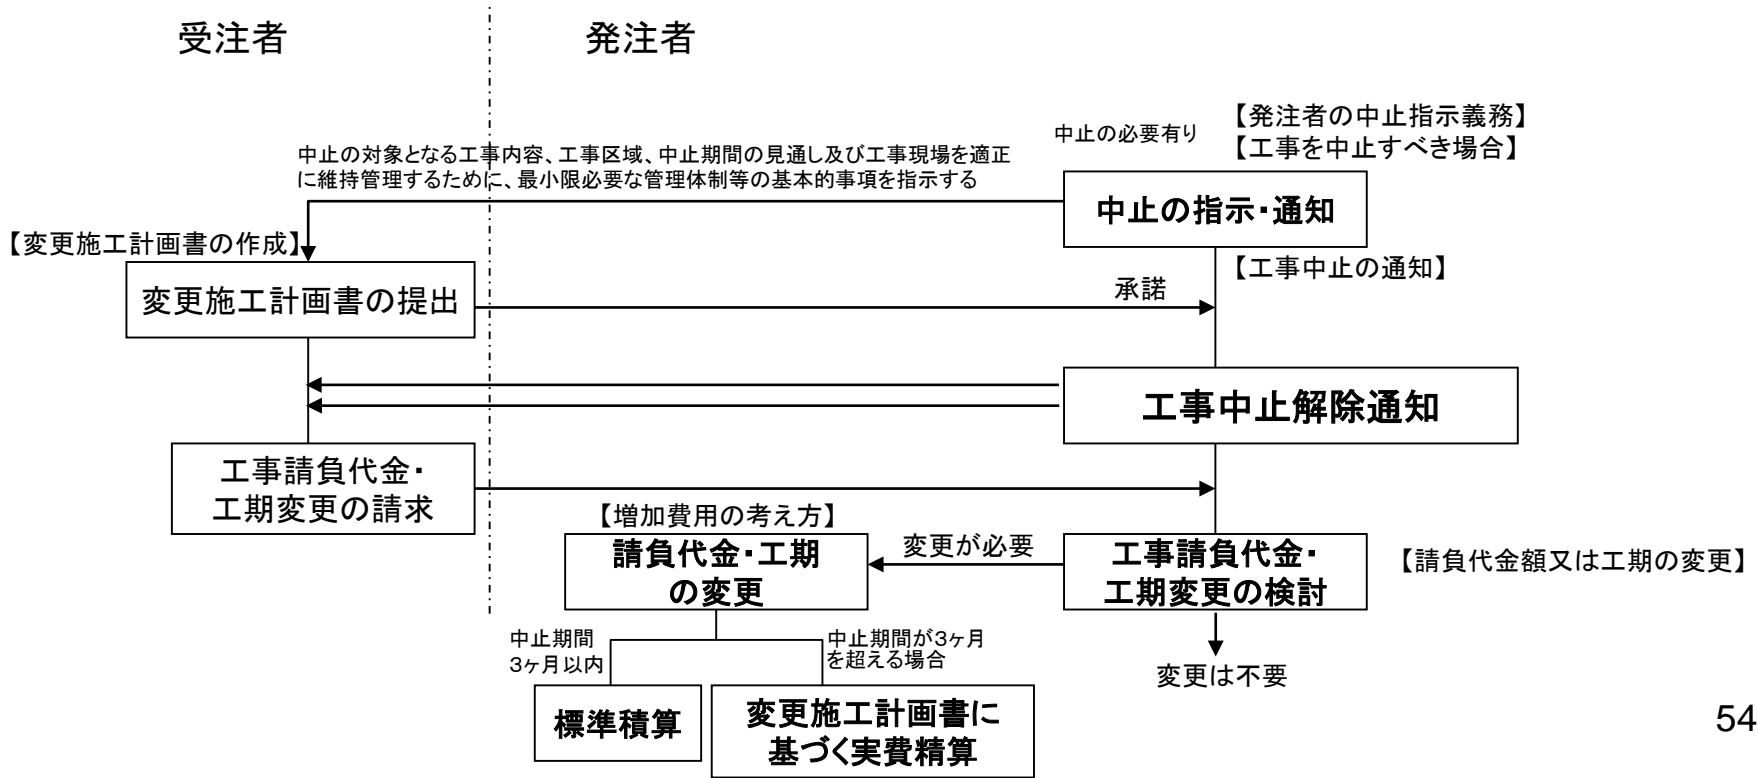 受注者
発注者
中止の必要有り
【発注者の中止指示義務】
【工事を中止すべき場合】
中止の対象となる工事内容、工事区域、中止期間の見通し及び工事現場を適正
に維持管理するために、最小限必要な管理体制等の基本的事項を指示する
中止の指示・通知
【変更施工計画書の作成】
【工事中止の通知】
変更施工計画書の提出
承諾
工事中止解除通知
工事請負代金・
工期変更の請求
【増加費用の考え方】
請負代金・工期
の変更
変更が必要
工事請負代金・
工期変更の検討
【請負代金額又は工期の変更】
中止期間
3ヶ月以内
中止期間が3ヶ月
を超える場合
変更は不要
標準積算
変更施工計画書に
基づく実費精算
54